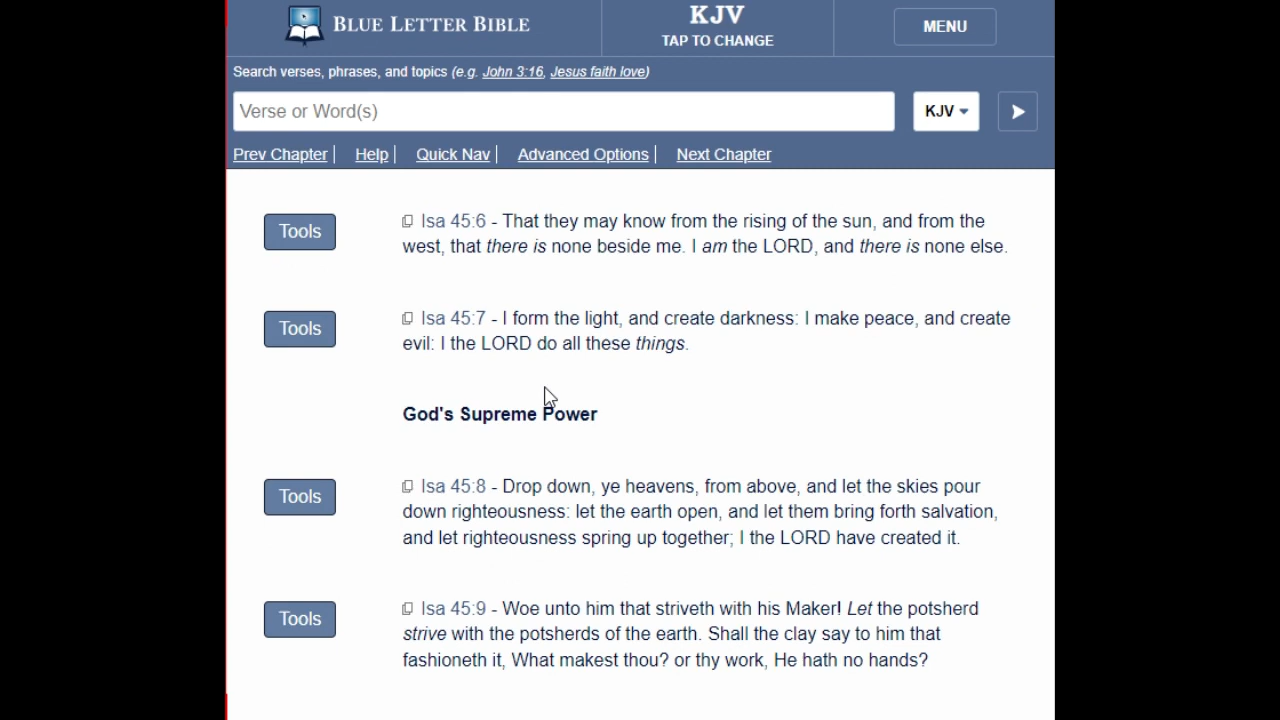 BLUE LETTER BIBLE
KJV
TAP TO CHANGE
MENU
Search verses, phrases, and topics (e.g. John 3:16, Jesus faith love)
Verse or Word(s)
KJV
Prev Chapter
Help
Quick Nav
Advanced Options
Next Chapter
Tools
Isa 45:6 - That they may know from the rising of the sun, and from the
west, that there is none beside me. I am the LORD, and there is none else.
Tools
Isa 45:7 - I form the light, and create darkness: I make peace, and create
evil: I the LORD do all these things.
God's Supreme Power
Tools
Isa 45:8 - Drop down, ye heavens, from above, and let the skies pour
down righteousness: let the earth open, and let them bring forth salvation,
and let righteousness spring up together; I the LORD have created it.
Tools
Isa 45:9 - Woe unto him that striveth with his Maker! Let the potsherd
strive with the potsherds of the earth. Shall the clay say to him that
fashioneth it, What makest thou? or thy work, He hath no hands?